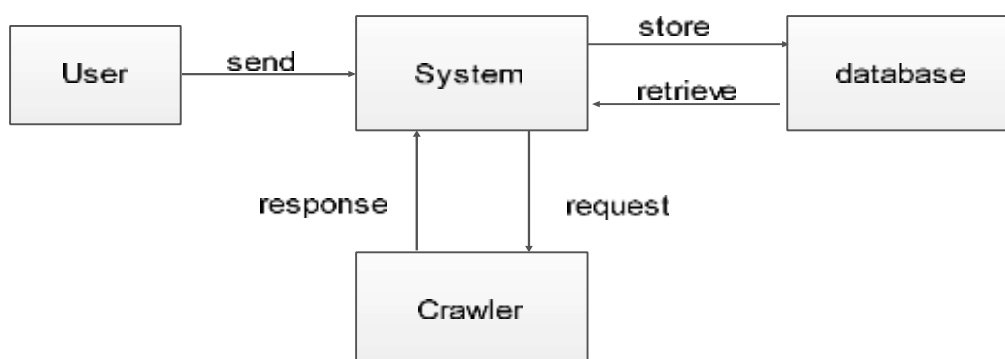 store
send
User
System
database
retrieve
response
request
Crawler